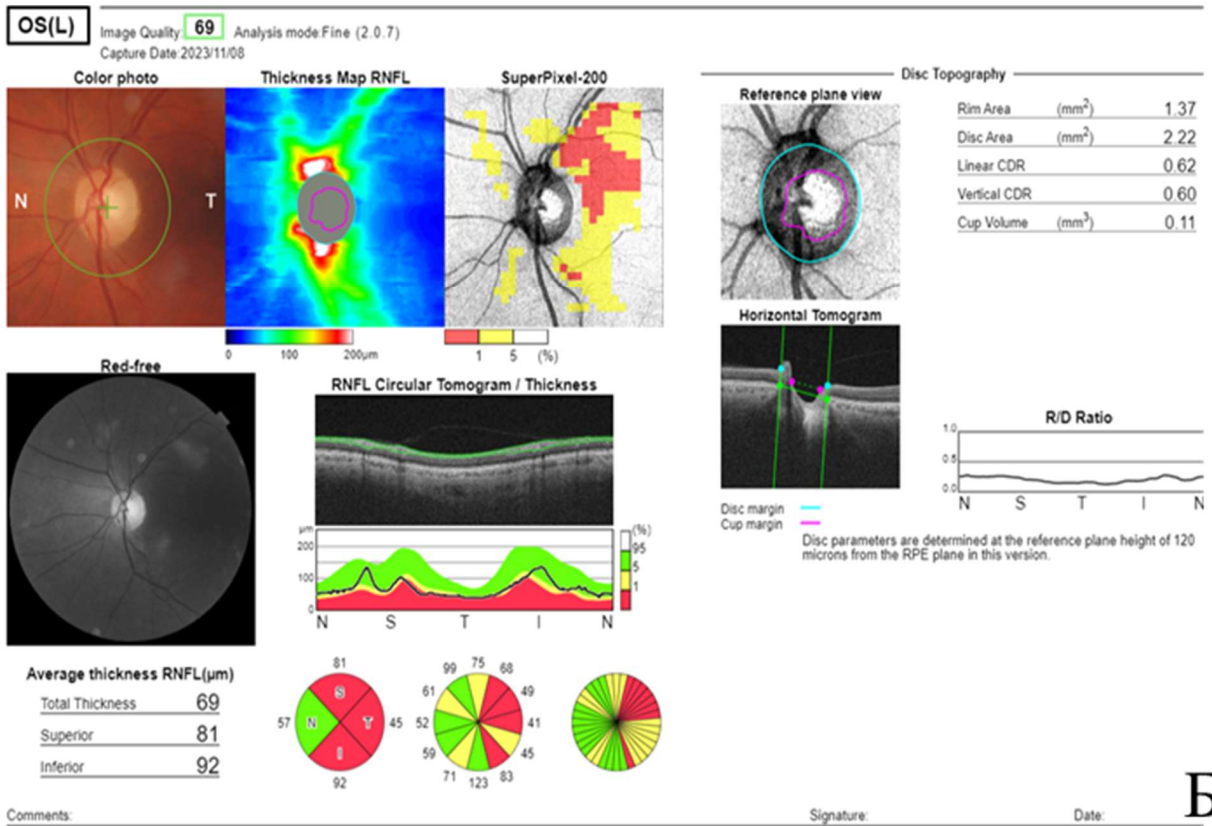 OS(L) Image Quality: 69 Analysis mode:Fine (2.0.7)
Capture Date:2023/11/08
Color photo
N T
Thickness Map RNFL
0 100 200μm
SuperPixel-200
1 5 (%)
Disc Topography
Reference plane view
Rim Area (mm²) 1.37
Disc Area (mm²) 2.22
Linear CDR 0.62
Vertical CDR 0.60
Cup Volume (mm³) 0.11
Horizontal Tomogram
Disc margin
Cup margin
R/D Ratio
1.0
0.5
0.0
N S T I N
Disc parameters are determined at the reference plane height of 120
microns from the RPE plane in this version.
Red-free
RNFL Circular Tomogram / Thickness
μm
200
100
0
N S T I N
(%)
95
5
1
Average thickness RNFL(μm)
Total Thickness 69
Superior 81
Inferior 92
81
S
57 N T 45
I
92
99 75 68
61 49
52 41
59 45
71 123 83
Comments: Signature: Date:
Б